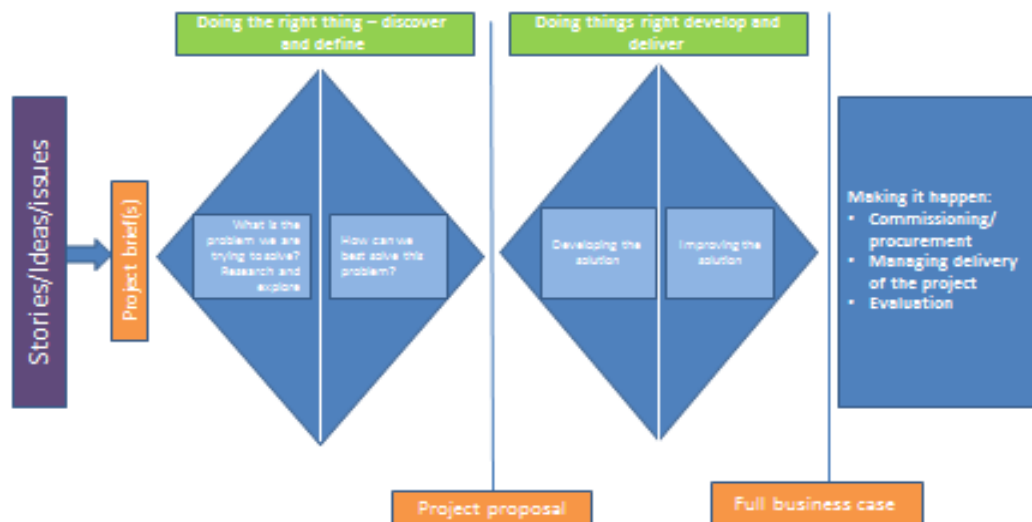 Doing the right thing – discover
and define
Doing things right develop and
deliver
Stories/Ideas/issues
Project brief(s)
What is the
problem we are
trying to solve?
Research and
explore
How can we
best solve this
problem?
Developing the
solution
Improving the
solution
Making it happen:
• Commissioning/
procurement
• Managing delivery
of the project
• Evaluation
Project proposal
Full business case